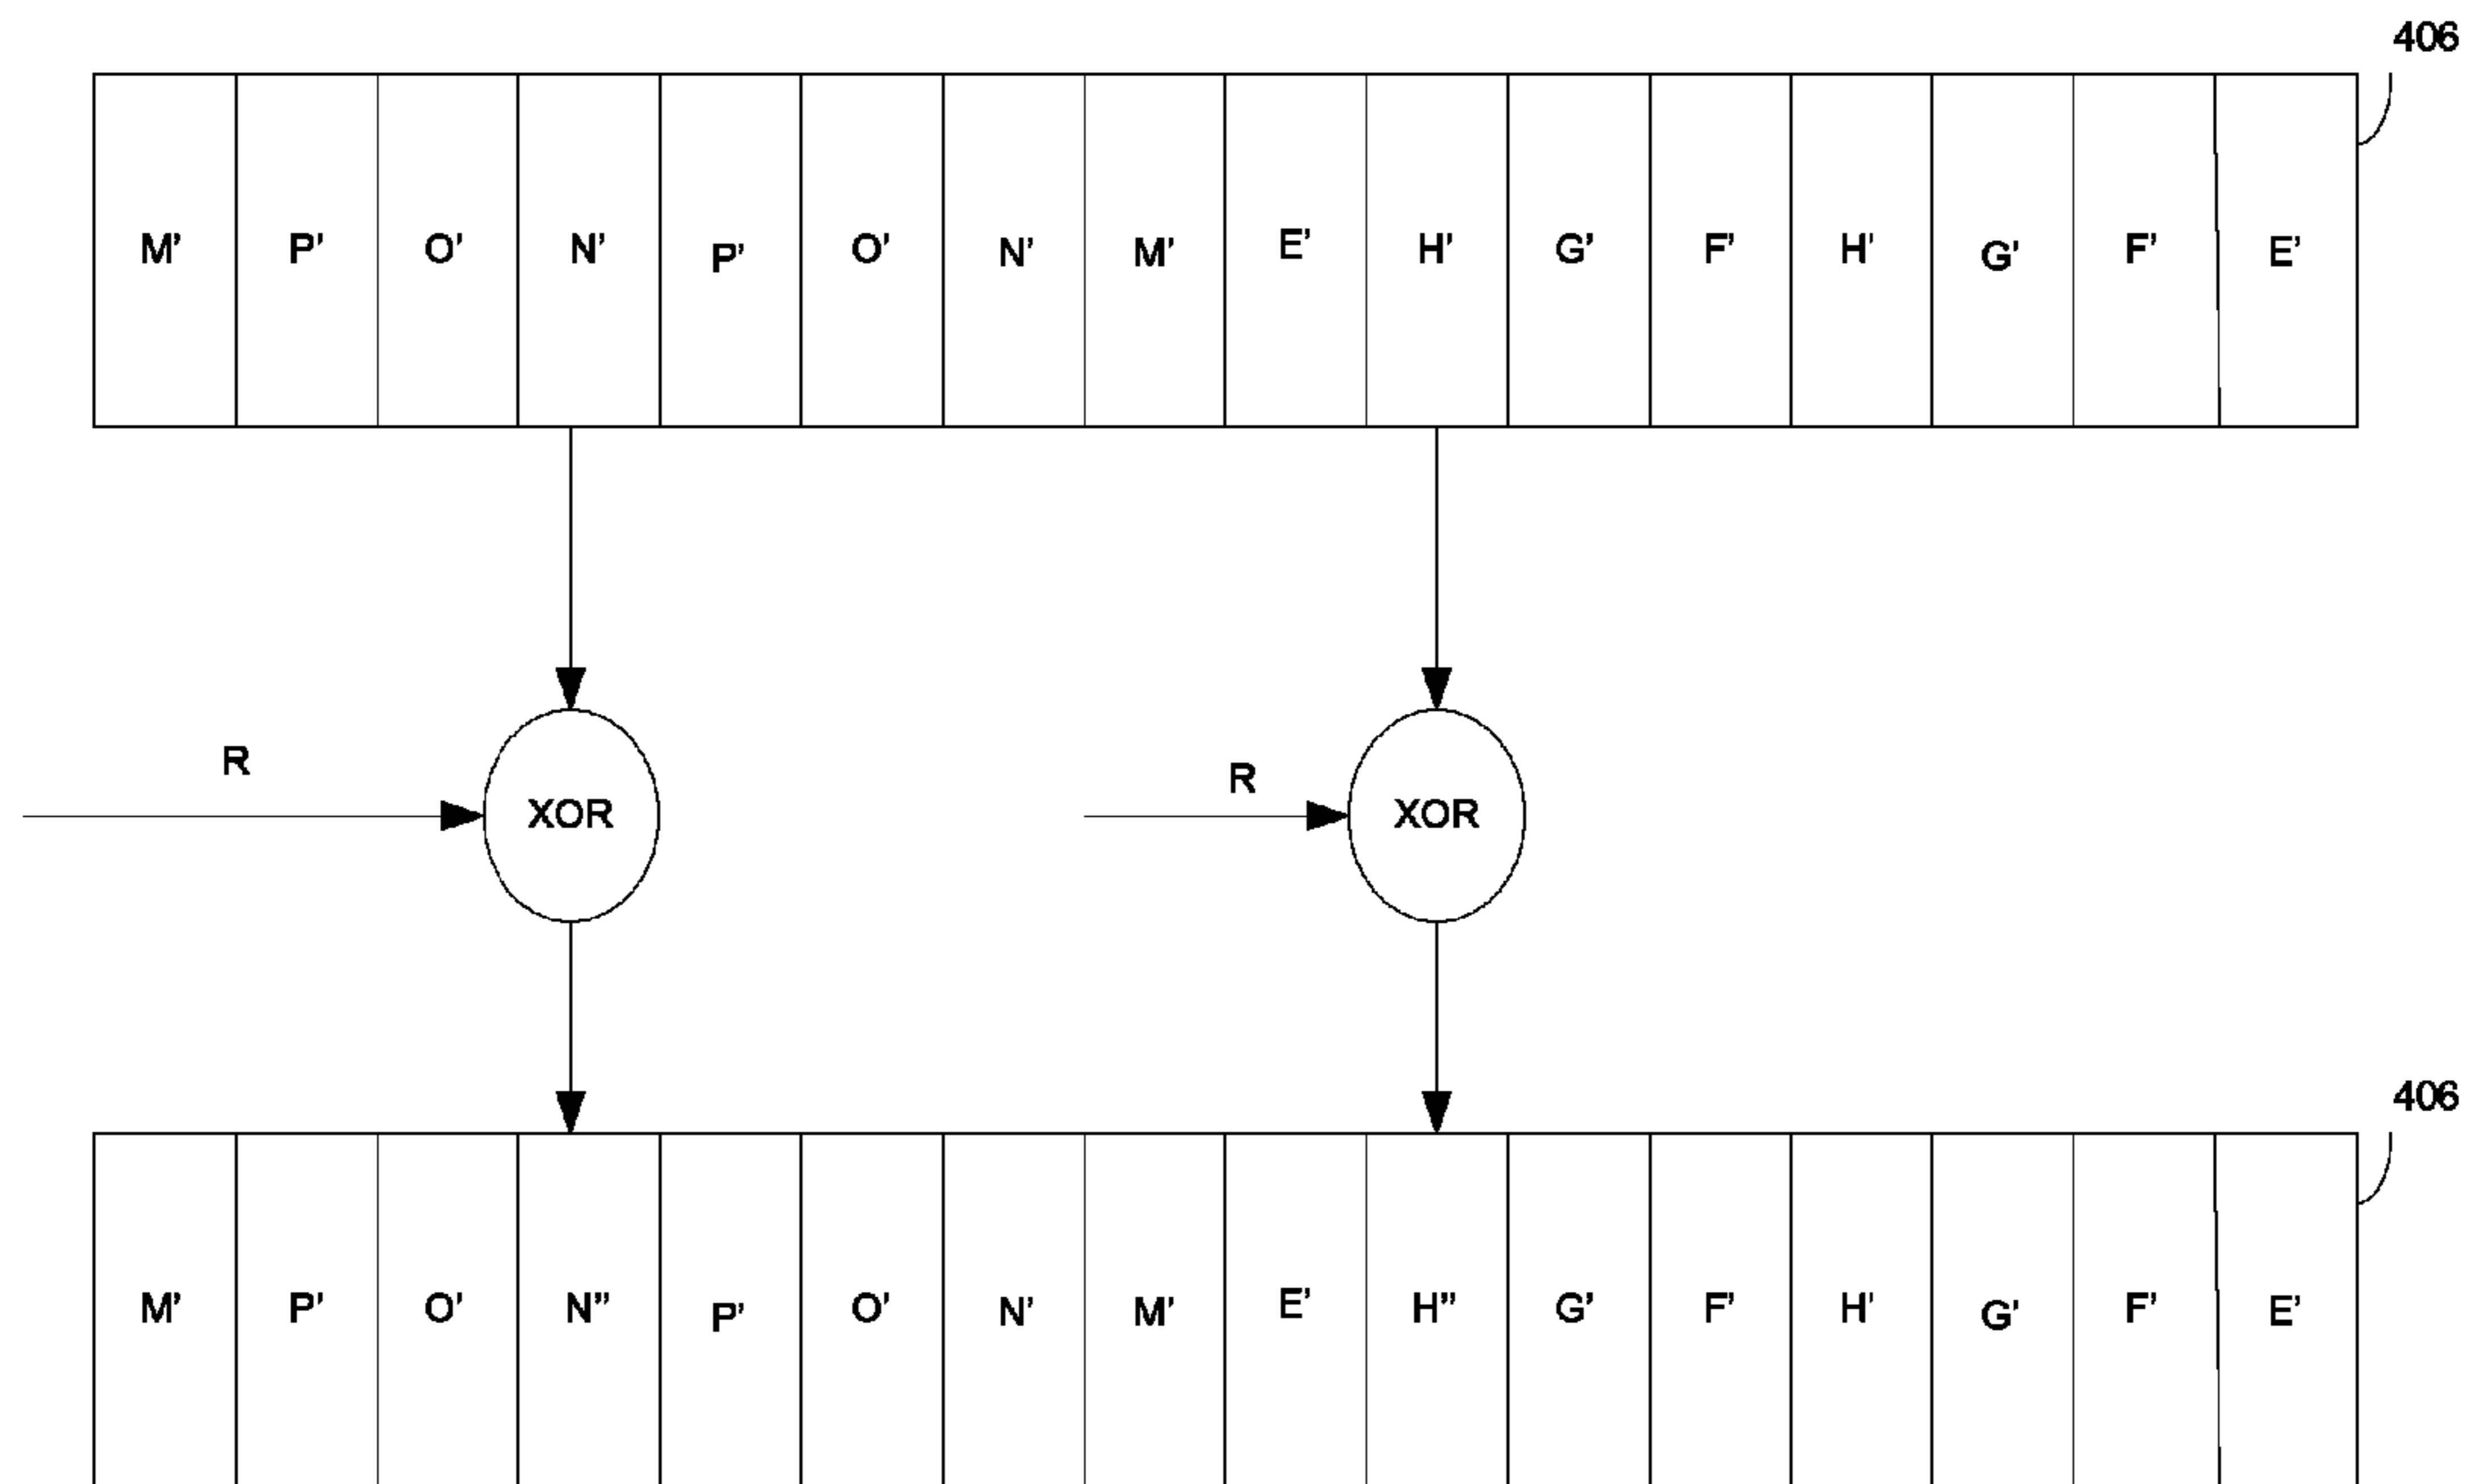 406
M' P' O' N' P' O' N' M' E' H' G' F' H' G' F' E'
R XOR R XOR
406
M' P' O' N” P' O' N' M' E' H” G' F' H' G' F' E'